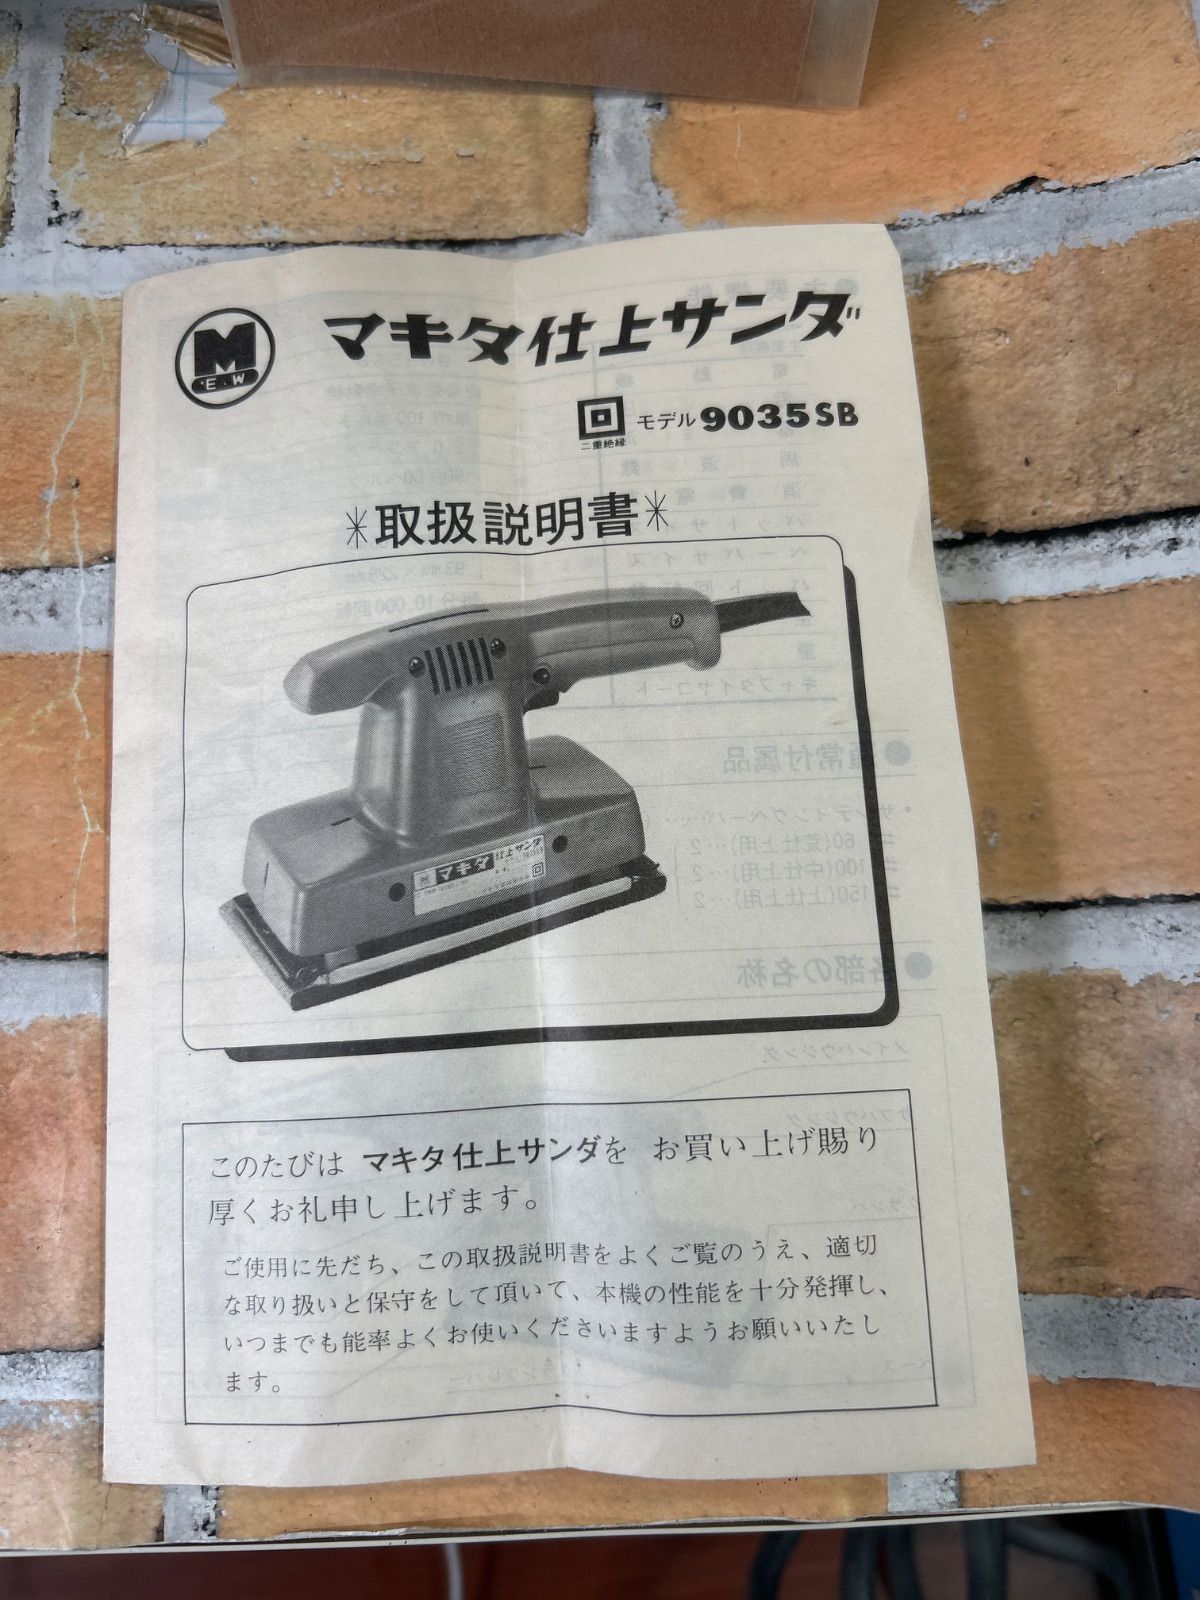 M
E.W
マキタ仕上サンダ
回
二重絶縁
モデル 9035SB
＊取扱説明書＊
マキタ 仕上サンダ
このたびは マキタ仕上サンダを お買い上げ賜り
厚くお礼申し上げます。
ご使用に先だち、この取扱説明書をよくご覧のうえ、適切
な取り扱いと保守をして頂いて、本機の性能を十分発揮し、
いつまでも能率よくお使いくださいますようお願いいたし
ます。